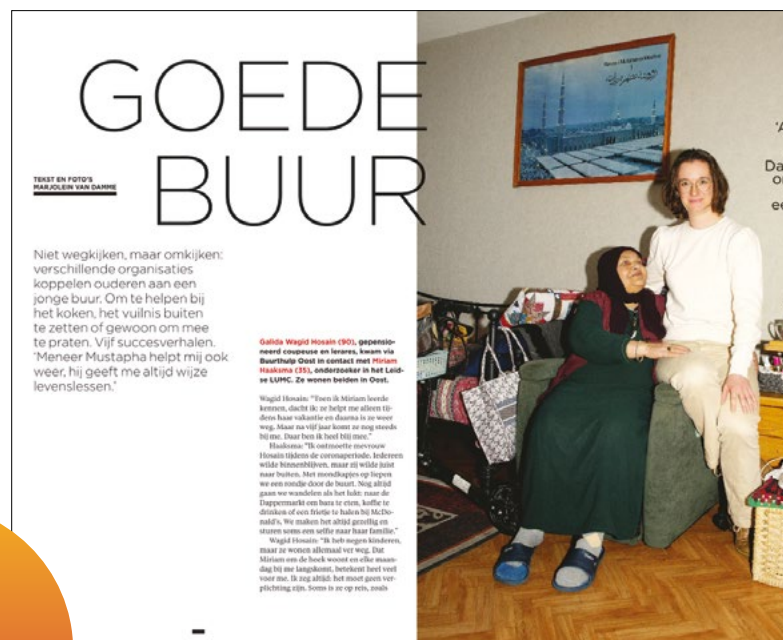 GOEDE
BUUR
TEKST EN FOTO'S
MARJOLEIN VAN DAMME
Niet wegkijken, maar omkijken:
verschillende organisaties
koppelen ouderen aan een
jonge buur. Om te helpen bij
het koken, het vuilnis buiten
te zetten of gewoon om mee
te praten. Vijf succesverhalen.
'Meneer Mustapha helpt mij ook
weer, hij geeft me altijd wijze
levenslessen.'
Galida Wagid Hosain (90), gepensio-
neerd coupeuse en lerares, kwam via
Buurthulp Oost in contact met Miriam
Haaksma (35), onderzoeker in het Leid-
se LUMC. Ze wonen beiden in Oost.
Wagid Hosain: "Toen ik Miriam leerde
kennen, dacht ik: ze helpt me alleen tij-
dens haar vakantie en daarna is ze weer
weg. Maar na vijf jaar komt ze nog steeds
bij me. Daar ben ik heel blij mee."
Haaksma: "Ik ontmoette mevrouw
Hosain tijdens de coronaperiode. Iedereen
wilde binnenblijven, maar zij wilde juist
naar buiten. Met mondkapjes op liepen
we een rondje door de buurt. Nog altijd
gaan we wandelen als het lukt: naar de
Dappermarkt om bara te eten, koffie te
drinken of een frietje te halen bij McDo-
nald's. We maken het altijd gezellig en
sturen soms een selfie naar haar familie."
Wagid Hosain: "Ik heb negen kinderen,
maar ze wonen allemaal ver weg. Dat
Miriam om de hoek woont en elke maan-
dag bij me langskomt, betekent heel veel
voor me. Ik zeg altijd: het moet geen ver-
plichting zijn. Soms is ze op reis, zoals
'A
Da
o
ee